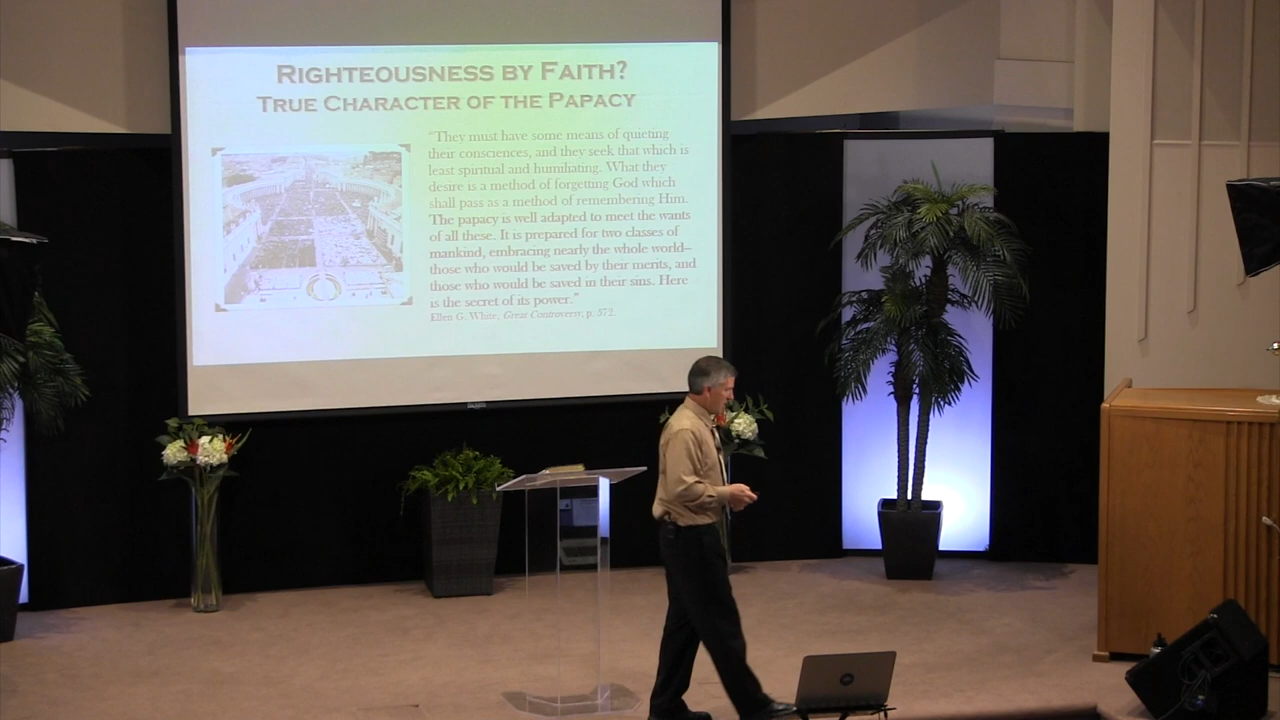 RIGHTEOUSNESS BY FAITH?
TRUE CHARACTER OF THE PAPACY
“They must have some means of quieting
their consciences, and they seek that which is
least spiritual and humiliating. What they
desire is a method of forgetting God which
shall pass as a method of remembering Him.
The papacy is well adapted to meet the wants
of all these. It is prepared for two classes of
mankind, embracing nearly the whole world–
those who would be saved by their merits, and
those who would be saved in their sins. Here
is the secret of its power.”
Ellen G. White, Great Controversy, p. 572.